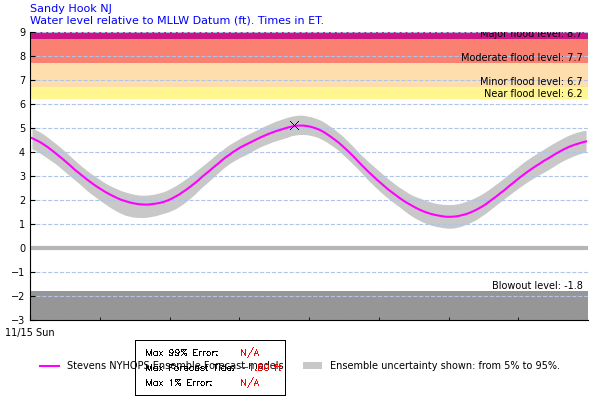 Sandy Hook NJ
Water level relative to MLLW Datum (ft). Times in ET.
9
Major flood level: 8.7
8
Moderate flood level: 7.7
7
Minor flood level: 6.7
Near flood level: 6.2
6
5
4
3
2
1
0
−1
Blowout level: -1.8
−2
−3
11/15 Sun
Max 99% Error: N/A
Stevens NYHOPS Ensemble Forecast models
Ensemble uncertainty shown: from 5% to 95%.
Max Forecast Tide: ft
Max 1% Error: N/A